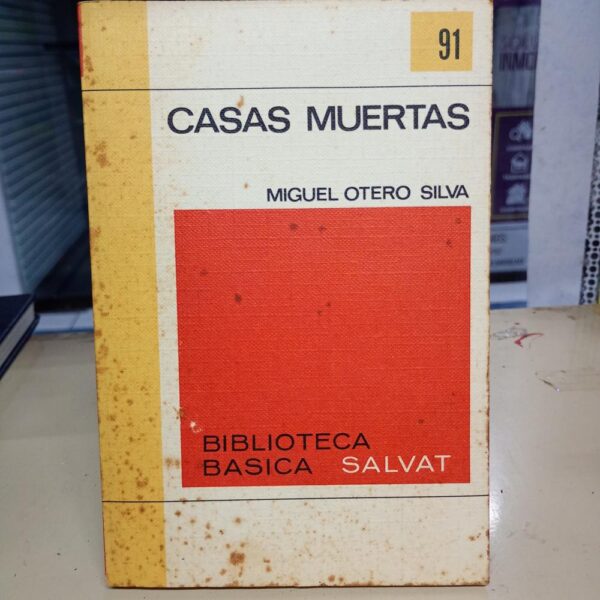 91
CASAS MUERTAS
MIGUEL OTERO SILVA
BIBLIOTECA
BASICA SALVAT